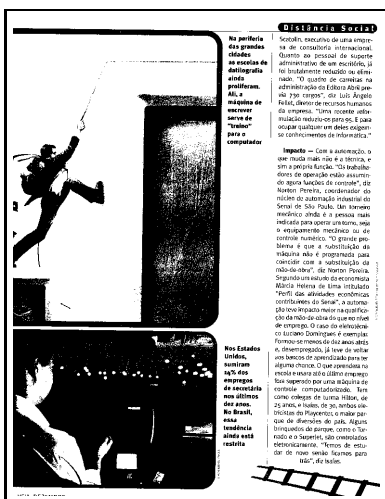 Distância Social
Na periferia
das grandes
cidades
as escolas de
datilografia
ainda
proliferam.
Ali, a
máquina de
escrever
serve de
"treino"
para o
computador
Scatolin, executivo de uma empre-
sa de consultoria internacional.
Quanto ao pessoal de suporte
administrativo de um escritório, já
foi brutalmente reduzido ou elimi-
nado. "O quadro de carreiras na
administração da Editora Abril pre-
via 730 cargos", diz Luis Ângelo
Fellet, diretor de recursos humanos
da empresa. "Uma recente refor-
mulação reduziu-os para 95. E para
ocupar qualquer um deles exigem-
se conhecimentos de informática."
Impacto — Com a automação, o
que muda mais não é a técnica, e
sim a própria função. "Os trabalha-
dores de operação estão assumin-
do agora funções de controle", diz
Norton Pereira, coordenador do
núcleo de automação industrial do
Senai de São Paulo. Um torneiro
mecânico ainda é a pessoa mais
indicada para operar um torno, seja
o equipamento mecânico ou de
controle numérico. "O grande pro-
blema é que a substituição da
máquina não é programada para
coincidir com a substituição da
mão-de-obra", diz Norton Pereira.
Segundo um estudo da economista
Márcia Helena de Lima intitulado
"Perfil das atividades econômicas
contribuintes do Senai", a automa-
ção teve impacto maior na qualifica-
ção da mão-de-obra do que no nível
de emprego. O caso do eletrotécni-
co Luciano Domingues é exemplar.
Formou-se menos de dez anos atrás
e, desempregado, já teve de voltar
aos bancos de aprendizado para ter
alguma chance. O que aprendera na
escola e usara até o último emprego
foi superado por uma máquina de
controle computadorizado. Tem
como colegas de turma Hilton, de
25 anos, e Isaías, de 30, ambos ele-
tricistas do Playcenter, o maior par-
que de diversões do país. Alguns
brinquedos de parque, como o Tor-
nado e o SuperJet, são controlados
eletronicamente. "Temos de estu-
dar de novo senão ficamos para
trás", diz Isaías.
Nos Estados
Unidos,
sumiram
14% dos
empregos
de secretária
nos últimos
dez anos.
No Brasil,
essa
tendência
ainda está
restrita